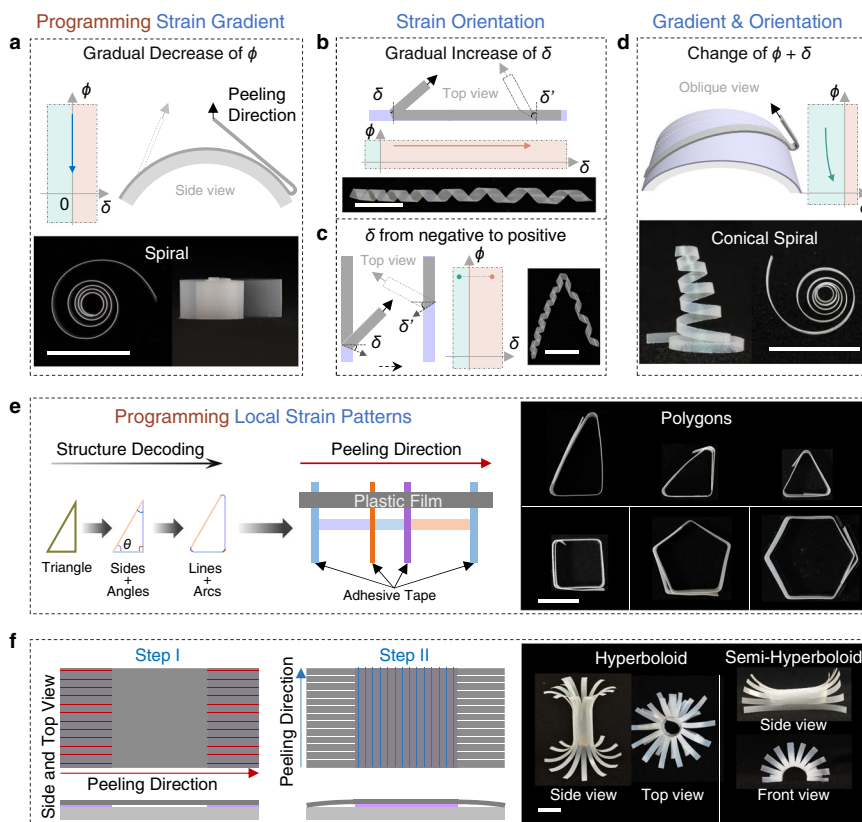 Programming Strain Gradient
Strain Orientation
Gradient & Orientation
a
Gradual Decrease of ϕ
ϕ
Peeling
Direction
Side view
0
δ
Spiral
b
Gradual Increase of δ
δ
Top view
δ’
ϕ
δ
c
δ from negative to positive
Top view
ϕ
δ’
δ
δ
d
Change of ϕ + δ
Oblique view
ϕ
δ
Conical Spiral
e
Programming Local Strain Patterns
Structure Decoding
Peeling Direction
Plastic Film
θ
Triangle
Sides
+
Angles
Lines
+
Arcs
Adhesive Tape
Polygons
f
Step I
Step II
Side and Top View
Peeling Direction
Peeling Direction
Hyperboloid
Semi-Hyperboloid
Side view
Top view
Side view
Front view